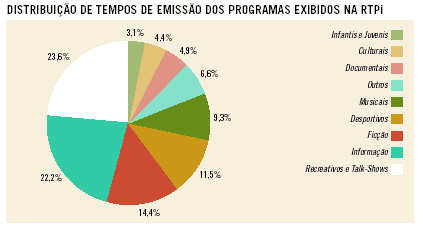 DISTRIBUIÇÃO DE TEMPOS DE EMISSÃO DOS PROGRAMAS EXIBIDOS NA RTPi
3,1%
4,4%
4,9%
6,6%
9,3%
11,5%
14,4%
22,2%
23,6%
Infantis e Juvenis
Culturais
Documentais
Outros
Musicais
Desportivos
Ficção
Informação
Recreativos e Talk-Shows